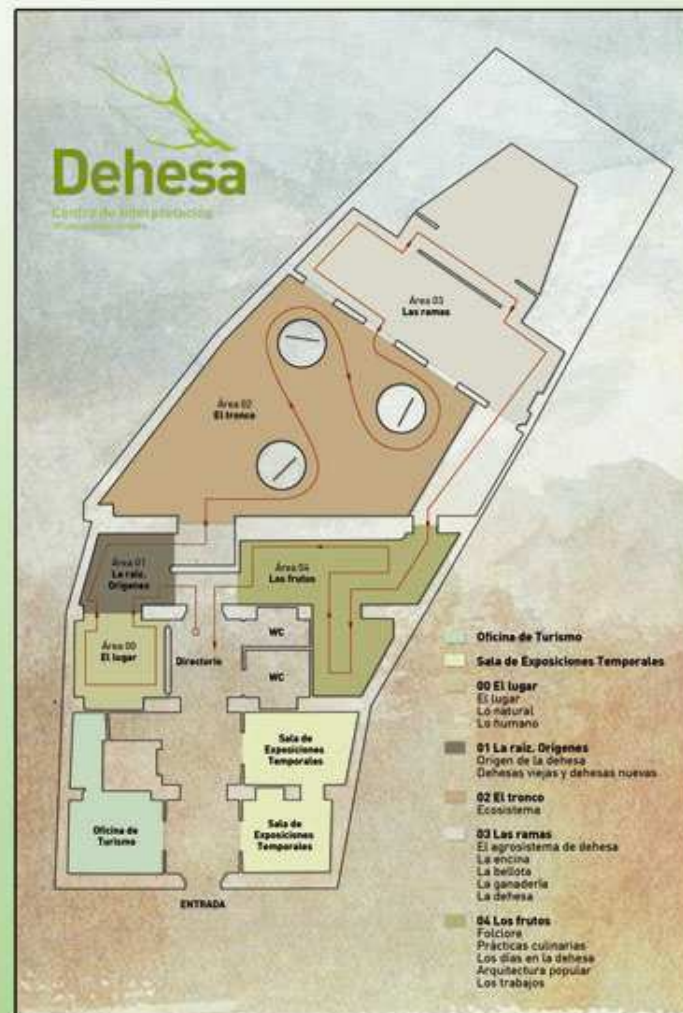 Dehesa
Centro de Interpretación
Área 03
Las ramas
Área 02
El tronco
Área 01
La raíz.
Orígenes
Área 04
Los frutos
Área 00
El lugar
Directorio
WC
WC
Sala de
Exposiciones
Temporales
Oficina de
Turismo
Sala de
Exposiciones
Temporales
ENTRADA
Oficina de Turismo
Sala de Exposiciones Temporales
00 El lugar
El lugar
Lo natural
Lo humano
01 La raiz. Orígenes
Origen de la dehesa
Dehesas viejas y dehesas nuevas
02 El tronco
Ecosistema
03 Las ramas
El agrosistema de dehesa
La encina
La bellota
La ganadería
La dehesa
04 Los frutos
Folclore
Prácticas culinarias
Los días en la dehesa
Arquitectura popular
Los trabajos